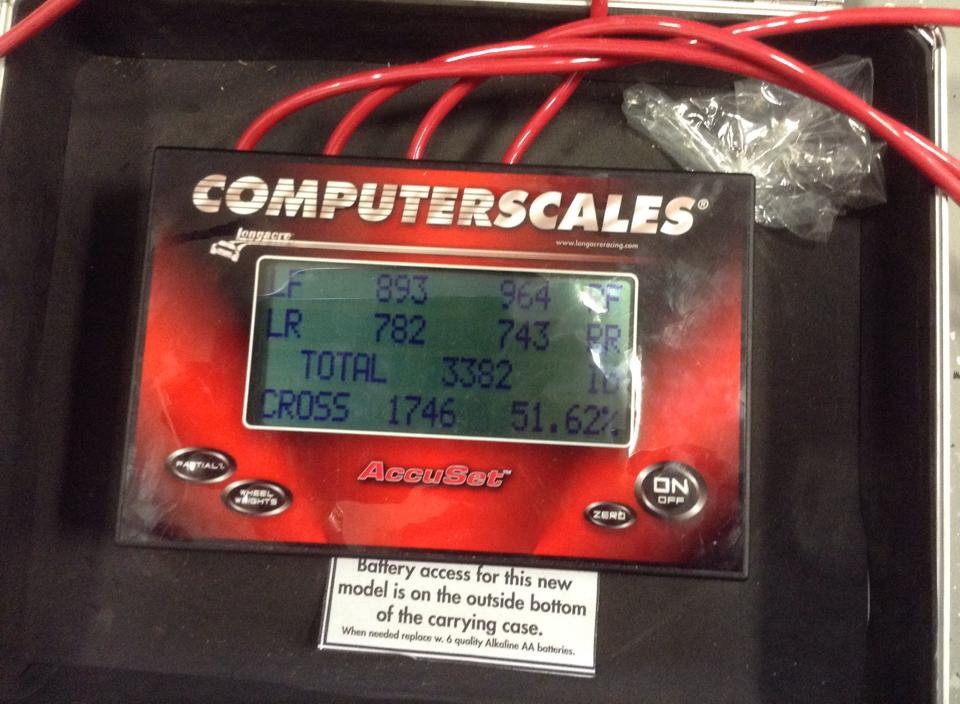 COMPUTERSCALES®
longacre
www.longacreracing.com
LF 893 964 RF
LR 782 743 RR
TOTAL 3382 lb
CROSS 1746 51.62%
PARTIAL%
WHEEL
WEIGHTS
AccuSet™
ZERO
ON
OFF
Battery access for this new
model is on the outside bottom
of the carrying case.
When needed replace w. 6 quality Alkaline AA batteries.